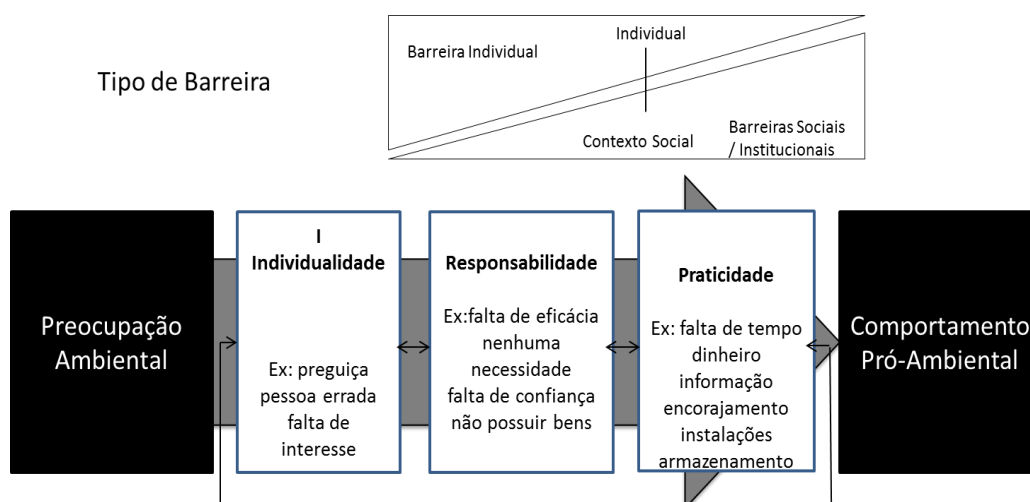 Tipo de Barreira
Barreira Individual
Individual
Contexto Social
Barreiras Sociais
/ Institucionais
Preocupação
Ambiental
I
Individualidade
Ex: preguiça
pessoa errada
falta de
interesse
Responsabilidade
Ex:falta de eficácia
nenhuma
necessidade
falta de confiança
não possuir bens
Praticidade
Ex: falta de tempo
dinheiro
informação
encorajamento
instalações
armazenamento
Comportamento
Pró-Ambiental